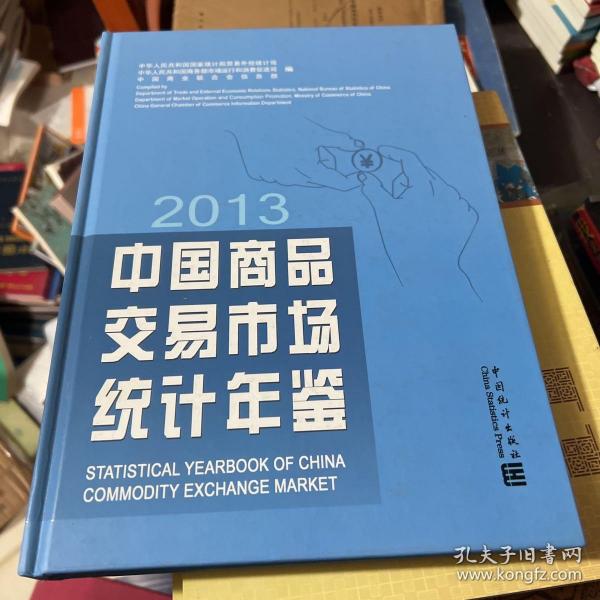 中华人民共和国国家统计局贸易外经统计司
中华人民共和国商务部市场运行和消费促进司 编
中国商业联合会信息部
Compiled by
Department of Trade and External Economic Relations Statistics, National Bureau of Statistics of China
Department of Market Operation and Consumption Promotion, Ministry of Commerce of China
China General Chamber of Commerce Information Department
¥
2013
中国商品
交易市场
统计年鉴
STATISTICAL YEARBOOK OF CHINA
COMMODITY EXCHANGE MARKET
中国统计出版社
China Statistics Press
孔夫子旧书网
www.kongfz.com